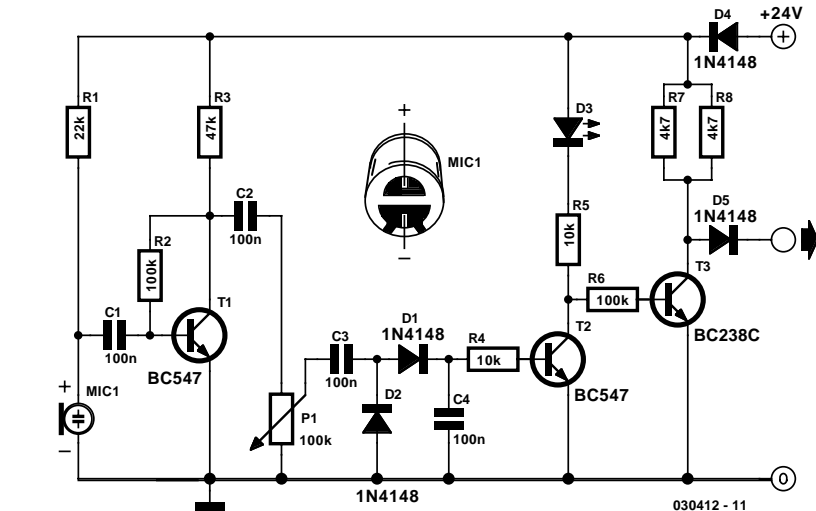 D4
+24V
+
1N4148
R1
22k
R3
47k
D3
R7
4k7
R8
4k7
+
MIC1
–
C2
100n
R2
100k
R5
10k
D5
1N4148
R6
100k
T3
BC238C
C1
100n
T1
BC547
C3
100n
D1
1N4148
R4
10k
T2
BC547
+
MIC1
–
P1
100k
D2
C4
100n
1N4148
0
030412 - 11